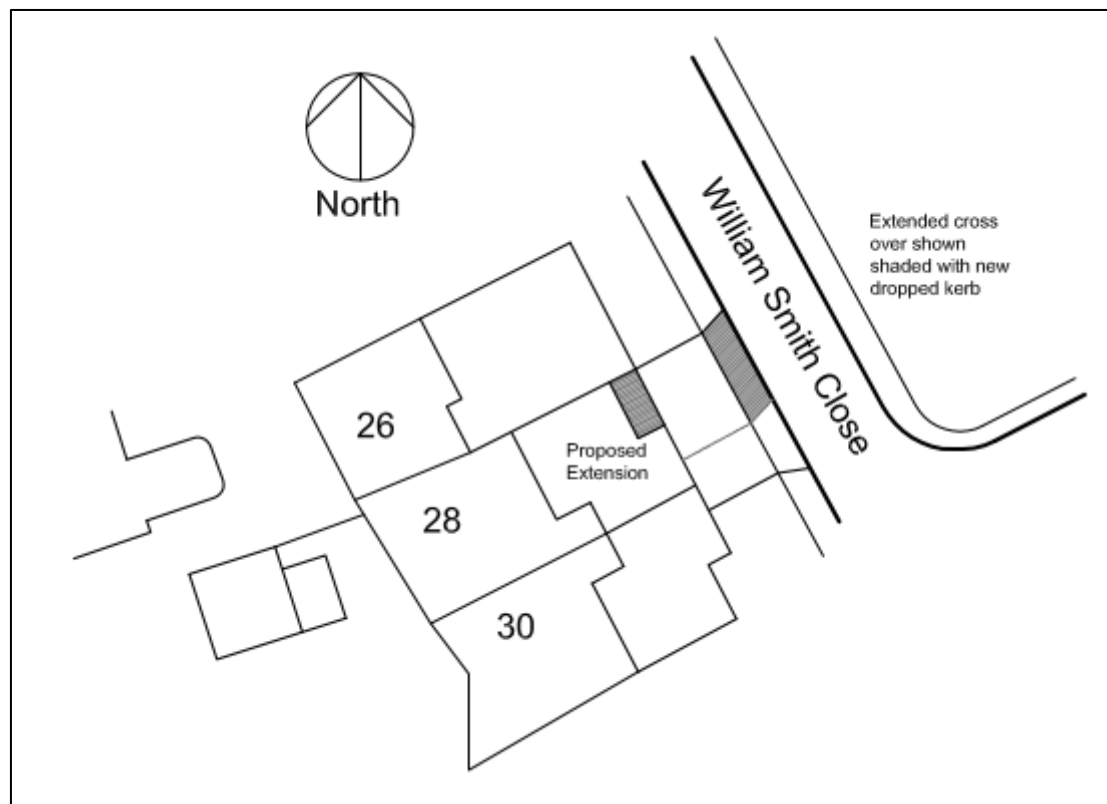 North
William Smith Close
Extended cross
over shown
shaded with new
dropped kerb
26
Proposed
Extension
28
30